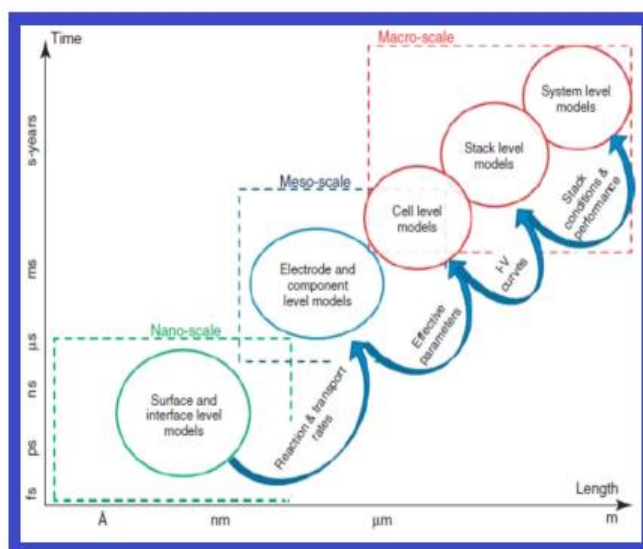 Time
Macro-scale
System level
models
Stack level
models
Stack
conditions &
performance
s-years
Meso-scale
Cell level
models
I-V
curves
Electrode and
component
level models
Effective
parameters
ms
Nano-scale
μs
Surface and
interface level
models
Reaction & transport
rates
ns
ps
fs
Length
Å
nm
μm
m